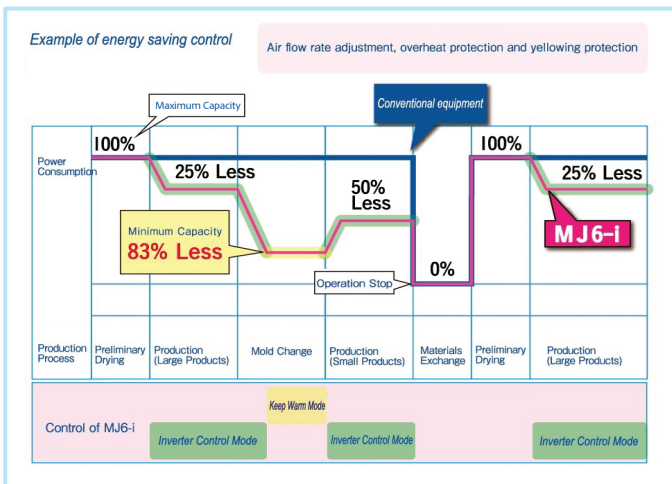 Example of energy saving control
Air flow rate adjustment, overheat protection and yellowing protection
Maximum Capacity
Conventional equipment
100%
100%
Power
Consumption
25% Less
50%
Less
25% Less
Minimum Capacity
83% Less
MJ6-i
Operation Stop
0%
Production
Process
Preliminary
Drying
Production
(Large Products)
Mold Change
Production
(Small Products)
Materials
Exchange
Preliminary
Drying
Production
(Large Products)
Control of MJ6-i
Keep Warm Mode
Inverter Control Mode
Inverter Control Mode
Inverter Control Mode